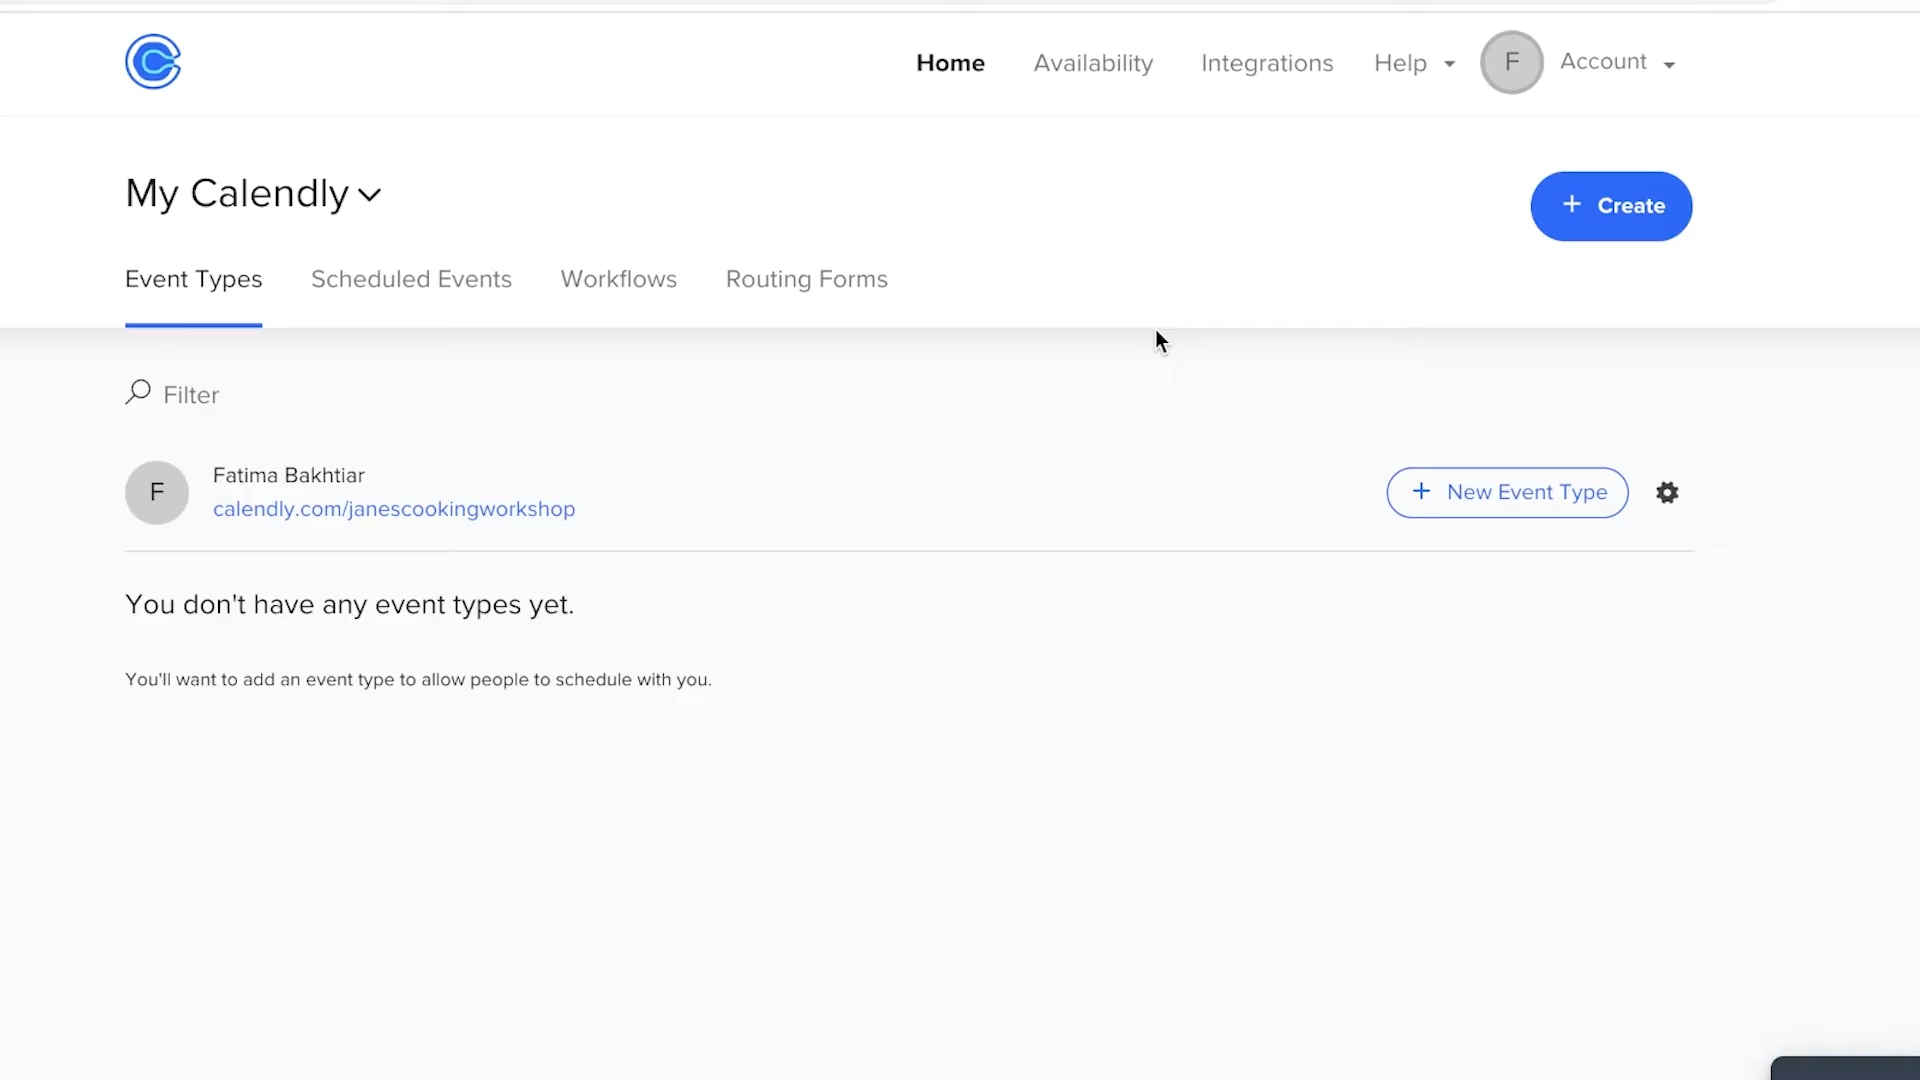 Home Availability Integrations Help F Account
My Calendly
+ Create
Event Types Scheduled Events Workflows Routing Forms
Filter
F
Fatima Bakhtiar
calendly.com/janescookingworkshop
+ New Event Type
You don't have any event types yet.
You'll want to add an event type to allow people to schedule with you.